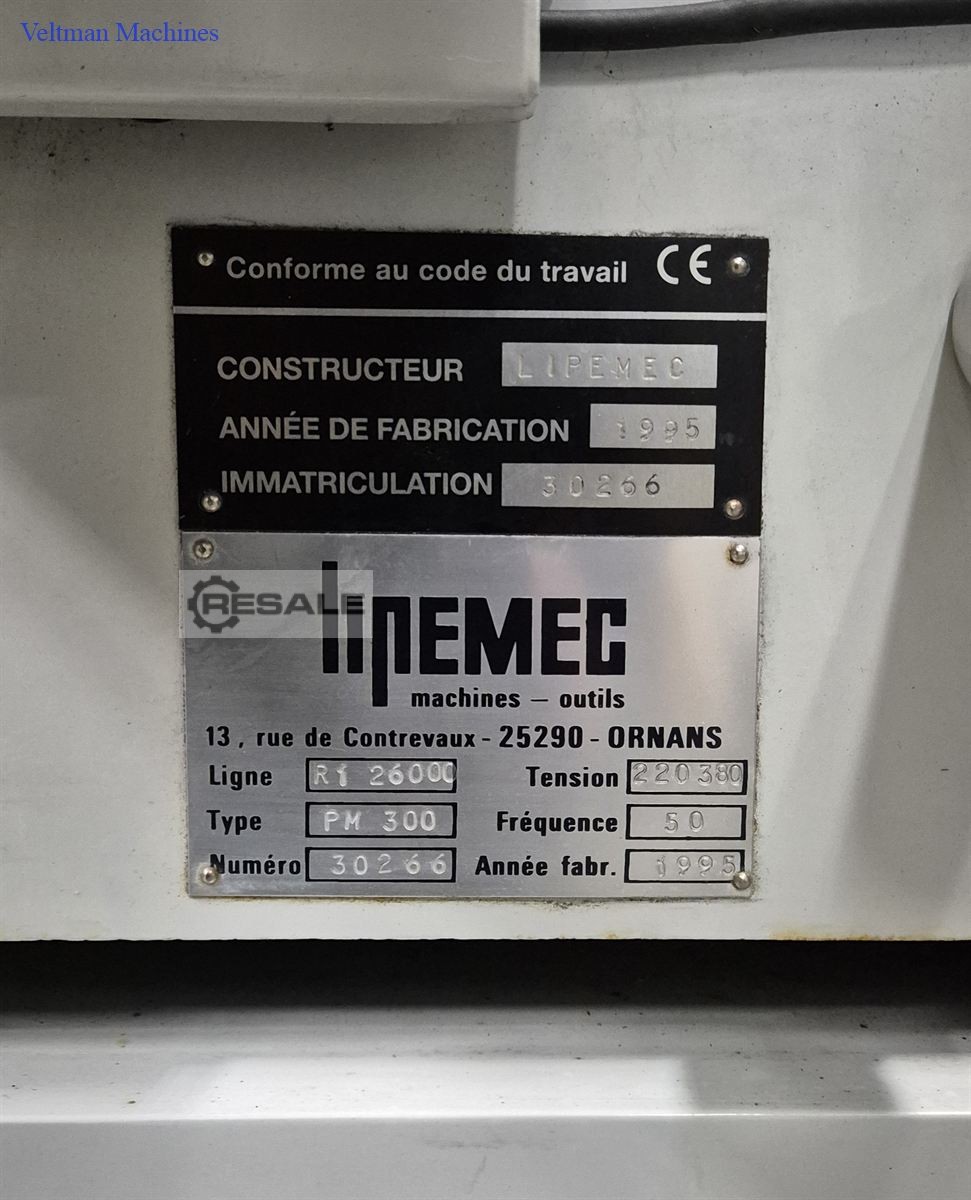 Veltman Machines
Conforme au code du travail CE
CONSTRUCTEUR LIPEMEC
ANNÉE DE FABRICATION 1995
IMMATRICULATION 30266
RESALE
lipEMEC
machines – outils
13, rue de Contrevaux - 25290 - ORNANS
Ligne R1 26000 Tension 220380
Type PM 300 Fréquence 50
Numéro 30266 Année fabr. 1995